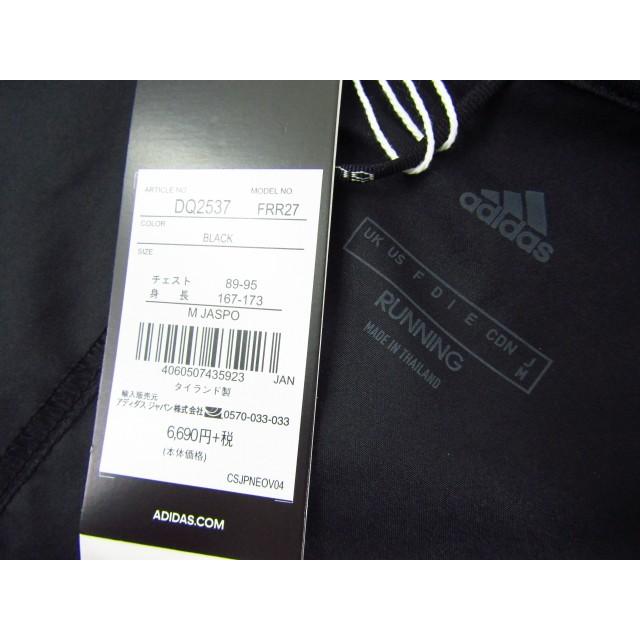 ARTICLE NO. MODEL NO.
DQ2537 FRR27
COLOR
BLACK
SIZE
チェスト 89-95
身長 167-173
M JASPO
4060507435923 JAN
タイランド製
輸入販売元
アディダス ジャパン株式会社 0570-033-033
6,690円+税
(本体価格)
CSJPNEOV04
ADIDAS.COM
adidas
UK US F D I E CDN J
M
RUNNING
MADE IN THAILAND